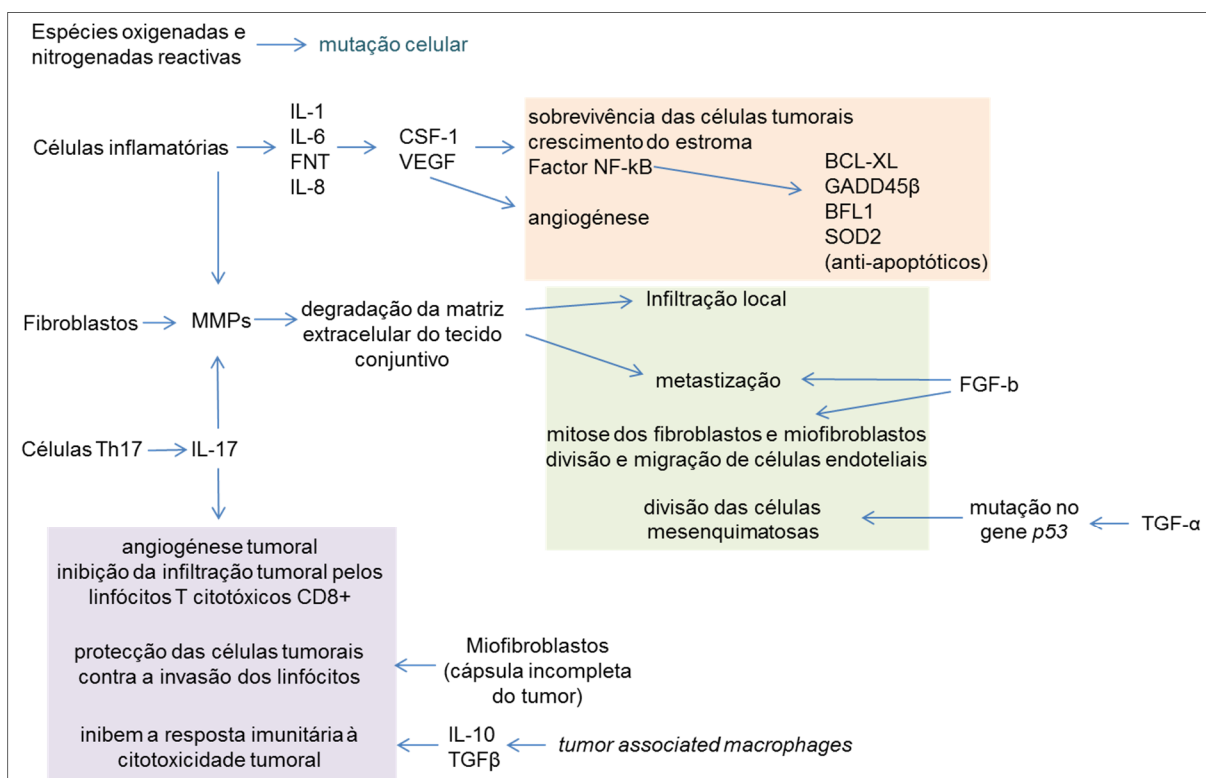 Espécies oxigenadas e
nitrogenadas reactivas
mutação celular
Células inflamatórias
IL-1
IL-6
FNT
IL-8
CSF-1
VEGF
sobrevivência das células tumorais
crescimento do estroma
Factor NF-kB
angiogénese
BCL-XL
GADD45β
BFL1
SOD2
(anti-apoptóticos)
Fibroblastos
MMPs
degradação da matriz
extracelular do tecido
conjuntivo
Infiltração local
metastização
FGF-b
mitose dos fibroblastos e miofibroblastos
divisão e migração de células endoteliais
Células Th17
IL-17
divisão das células
mesenquimatosas
mutação no
gene p53
TGF-α
angiogénese tumoral
inibição da infiltração tumoral pelos
linfócitos T citotóxicos CD8+
protecção das células tumorais
contra a invasão dos linfócitos
Miofibroblastos
(cápsula incompleta
do tumor)
inibem a resposta imunitária à
citotoxicidade tumoral
IL-10
TGFβ
tumor associated macrophages